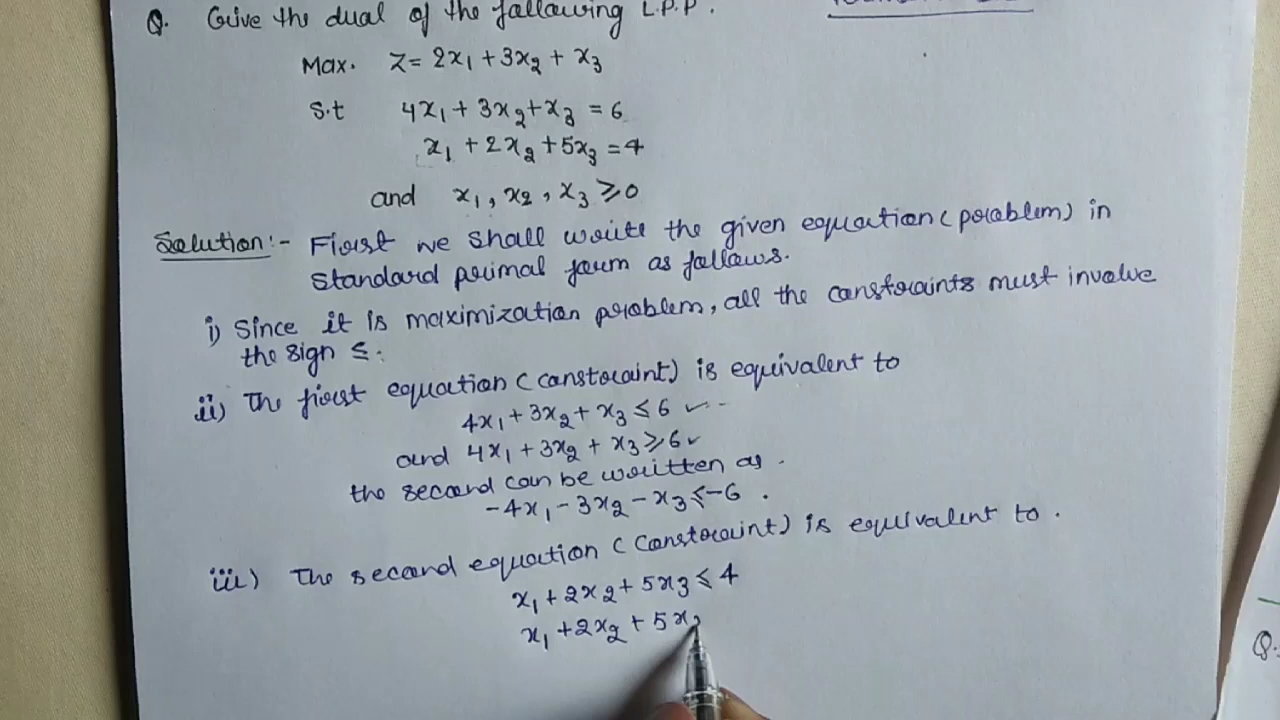 Q. Give the dual of the following L.P.P.
Max. Z = 2x₁ + 3x₂ + x₃
S.t 4x₁ + 3x₂ + x₃ = 6
x₁ + 2x₂ + 5x₃ = 4
and x₁, x₂, x₃ ≥ 0
Solution:- First we shall write the given equation (problem) in
standard primal form as follows.
i) Since it is maximization problem, all the constraints must involve
the sign ≤.
ii) The first equation (constraint) is equivalent to
4x₁ + 3x₂ + x₃ ≤ 6 ✓
and 4x₁ + 3x₂ + x₃ ≥ 6 ✓
the second can be written as.
-4x₁ - 3x₂ - x₃ ≤ -6.
iii) The second equation (constraint) is equivalent to.
x₁ + 2x₂ + 5x₃ ≤ 4
x₁ + 2x₂ + 5x
Q.